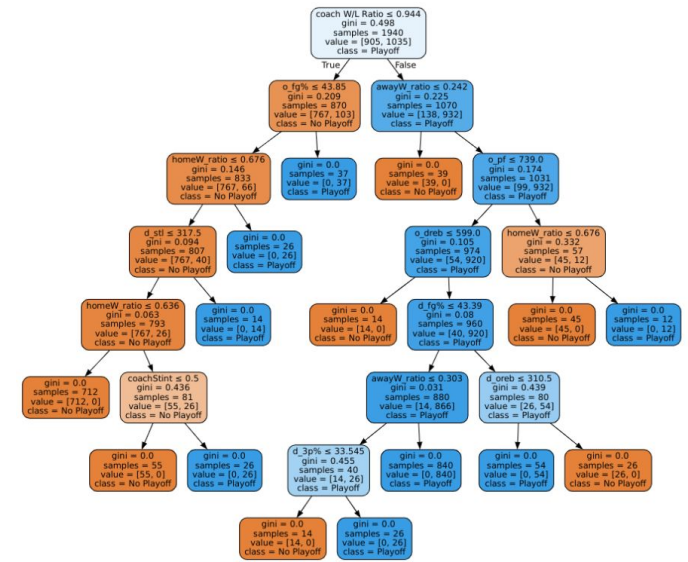 coach W/L Ratio ≤ 0.944
gini = 0.498
samples = 1940
value = [905, 1035]
class = Playoff
True
False
o_fg% ≤ 43.85
gini = 0.209
samples = 870
value = [767, 103]
class = No Playoff
awayW_ratio ≤ 0.242
gini = 0.225
samples = 1070
value = [138, 932]
class = Playoff
homeW_ratio ≤ 0.676
gini = 0.146
samples = 833
value = [767, 66]
class = No Playoff
gini = 0.0
samples = 37
value = [0, 37]
class = Playoff
gini = 0.0
samples = 39
value = [39, 0]
class = No Playoff
o_pf ≤ 739.0
gini = 0.174
samples = 1031
value = [99, 932]
class = Playoff
d_stl ≤ 317.5
gini = 0.094
samples = 807
value = [767, 40]
class = No Playoff
gini = 0.0
samples = 26
value = [0, 26]
class = Playoff
o_dreb ≤ 599.0
gini = 0.105
samples = 974
value = [54, 920]
class = Playoff
homeW_ratio ≤ 0.676
gini = 0.332
samples = 57
value = [45, 12]
class = No Playoff
homeW_ratio ≤ 0.636
gini = 0.063
samples = 793
value = [767, 26]
class = No Playoff
gini = 0.0
samples = 14
value = [0, 14]
class = Playoff
gini = 0.0
samples = 14
value = [14, 0]
class = No Playoff
d_fg% ≤ 43.39
gini = 0.08
samples = 960
value = [40, 920]
class = Playoff
gini = 0.0
samples = 45
value = [45, 0]
class = No Playoff
gini = 0.0
samples = 12
value = [0, 12]
class = Playoff
gini = 0.0
samples = 712
value = [712, 0]
class = No Playoff
coachStint ≤ 0.5
gini = 0.436
samples = 81
value = [55, 26]
class = No Playoff
awayW_ratio ≤ 0.303
gini = 0.031
samples = 880
value = [14, 866]
class = Playoff
d_oreb ≤ 310.5
gini = 0.439
samples = 80
value = [26, 54]
class = Playoff
gini = 0.0
samples = 55
value = [55, 0]
class = No Playoff
gini = 0.0
samples = 26
value = [0, 26]
class = Playoff
d_3p% ≤ 33.545
gini = 0.455
samples = 40
value = [14, 26]
class = Playoff
gini = 0.0
samples = 840
value = [0, 840]
class = Playoff
gini = 0.0
samples = 54
value = [0, 54]
class = Playoff
gini = 0.0
samples = 26
value = [26, 0]
class = No Playoff
gini = 0.0
samples = 14
value = [14, 0]
class = No Playoff
gini = 0.0
samples = 26
value = [0, 26]
class = Playoff